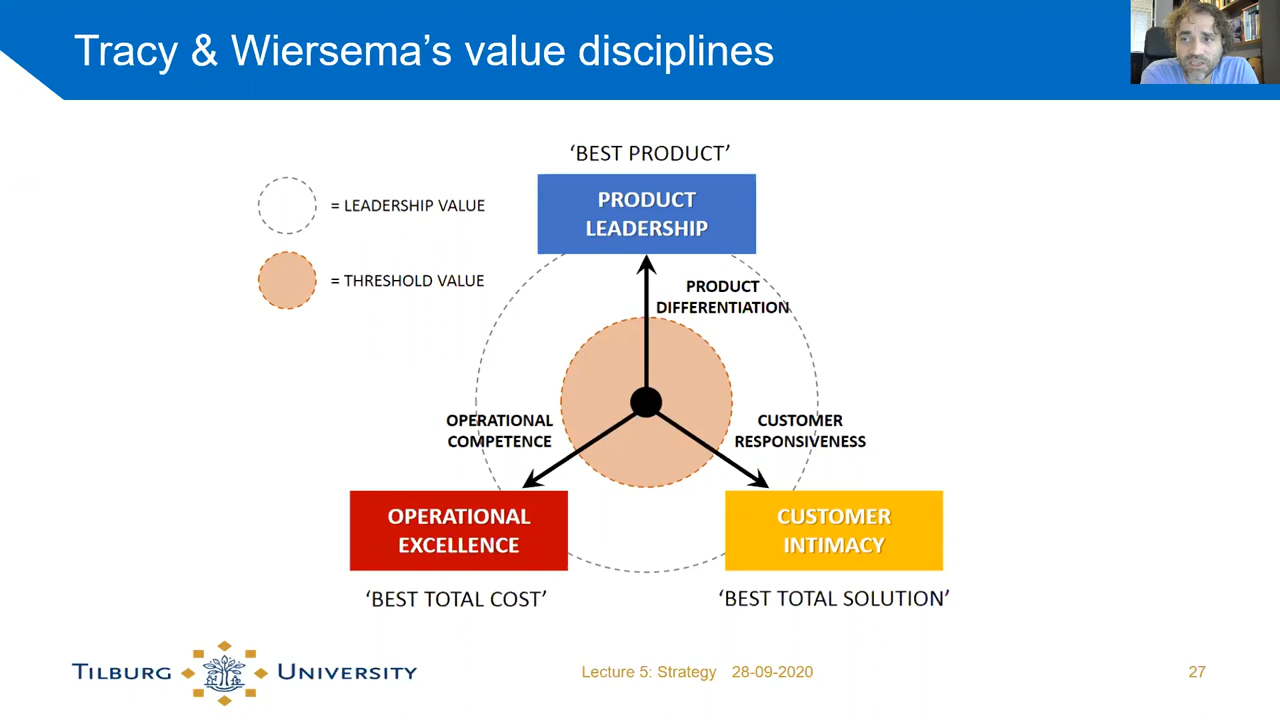 Tracy & Wiersema’s value disciplines
‘BEST PRODUCT’
PRODUCT
LEADERSHIP
= LEADERSHIP VALUE
= THRESHOLD VALUE
PRODUCT
DIFFERENTIATION
OPERATIONAL
COMPETENCE
CUSTOMER
RESPONSIVENESS
OPERATIONAL
EXCELLENCE
CUSTOMER
INTIMACY
‘BEST TOTAL COST’
‘BEST TOTAL SOLUTION’
TILBURG UNIVERSITY
Lecture 5: Strategy 28-09-2020
27